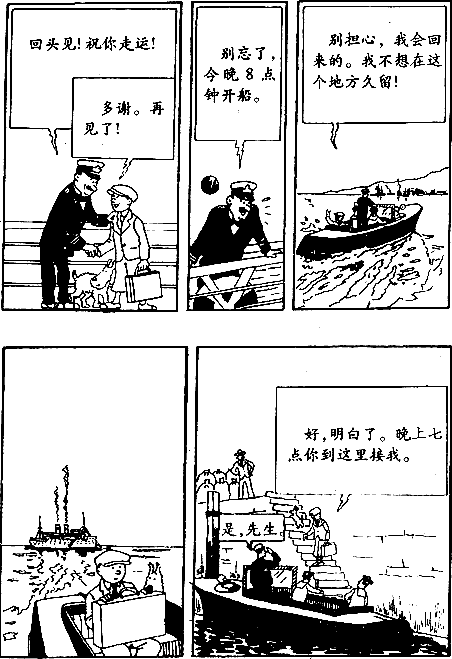 回头见！祝你走运！
多谢。再
见了！
别忘了，
今晚8点
钟开船。
别担心，我会回
来的。我不想在这
个地方久留！
好，明白了。晚上七
点你到这里接我。
是，先生